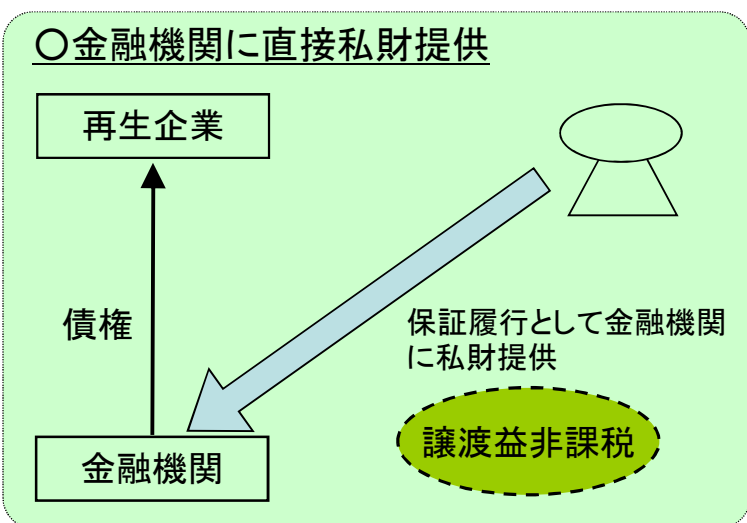 〇金融機関に直接私財提供
再生企業
債権
保証履行として金融機関
に私財提供
譲渡益非課税
金融機関